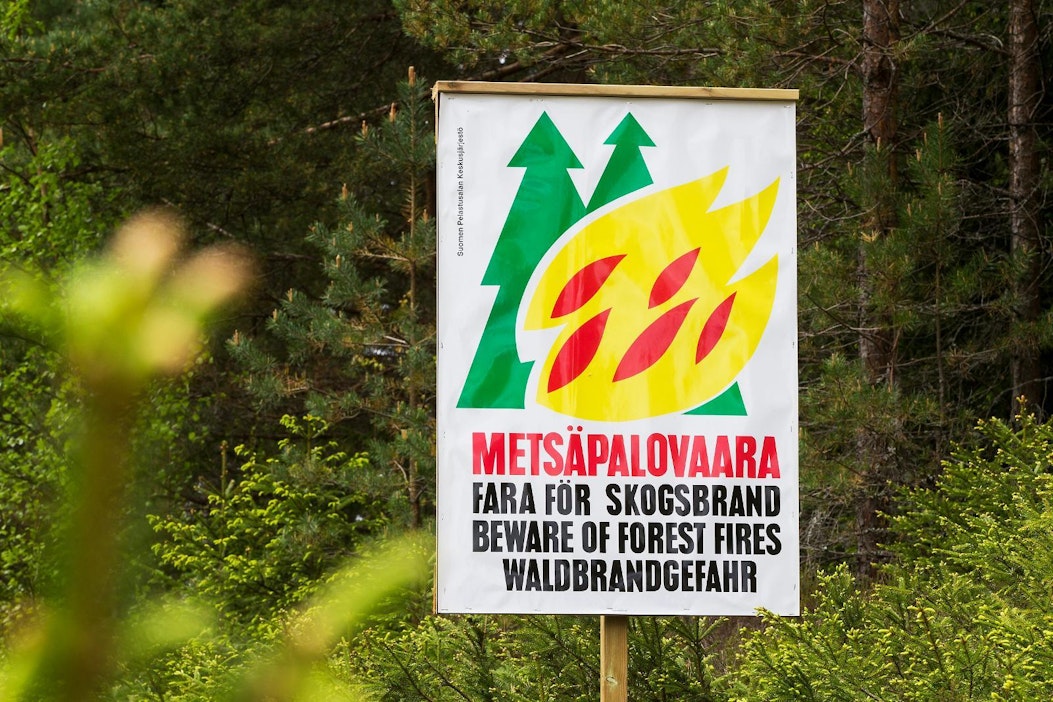 Suomen Pelastusalan Keskusjärjestö
METSÄPALOVAARA
FARA FÖR SKOGSBRAND
BEWARE OF FOREST FIRES
WALDBRANDGEFAHR